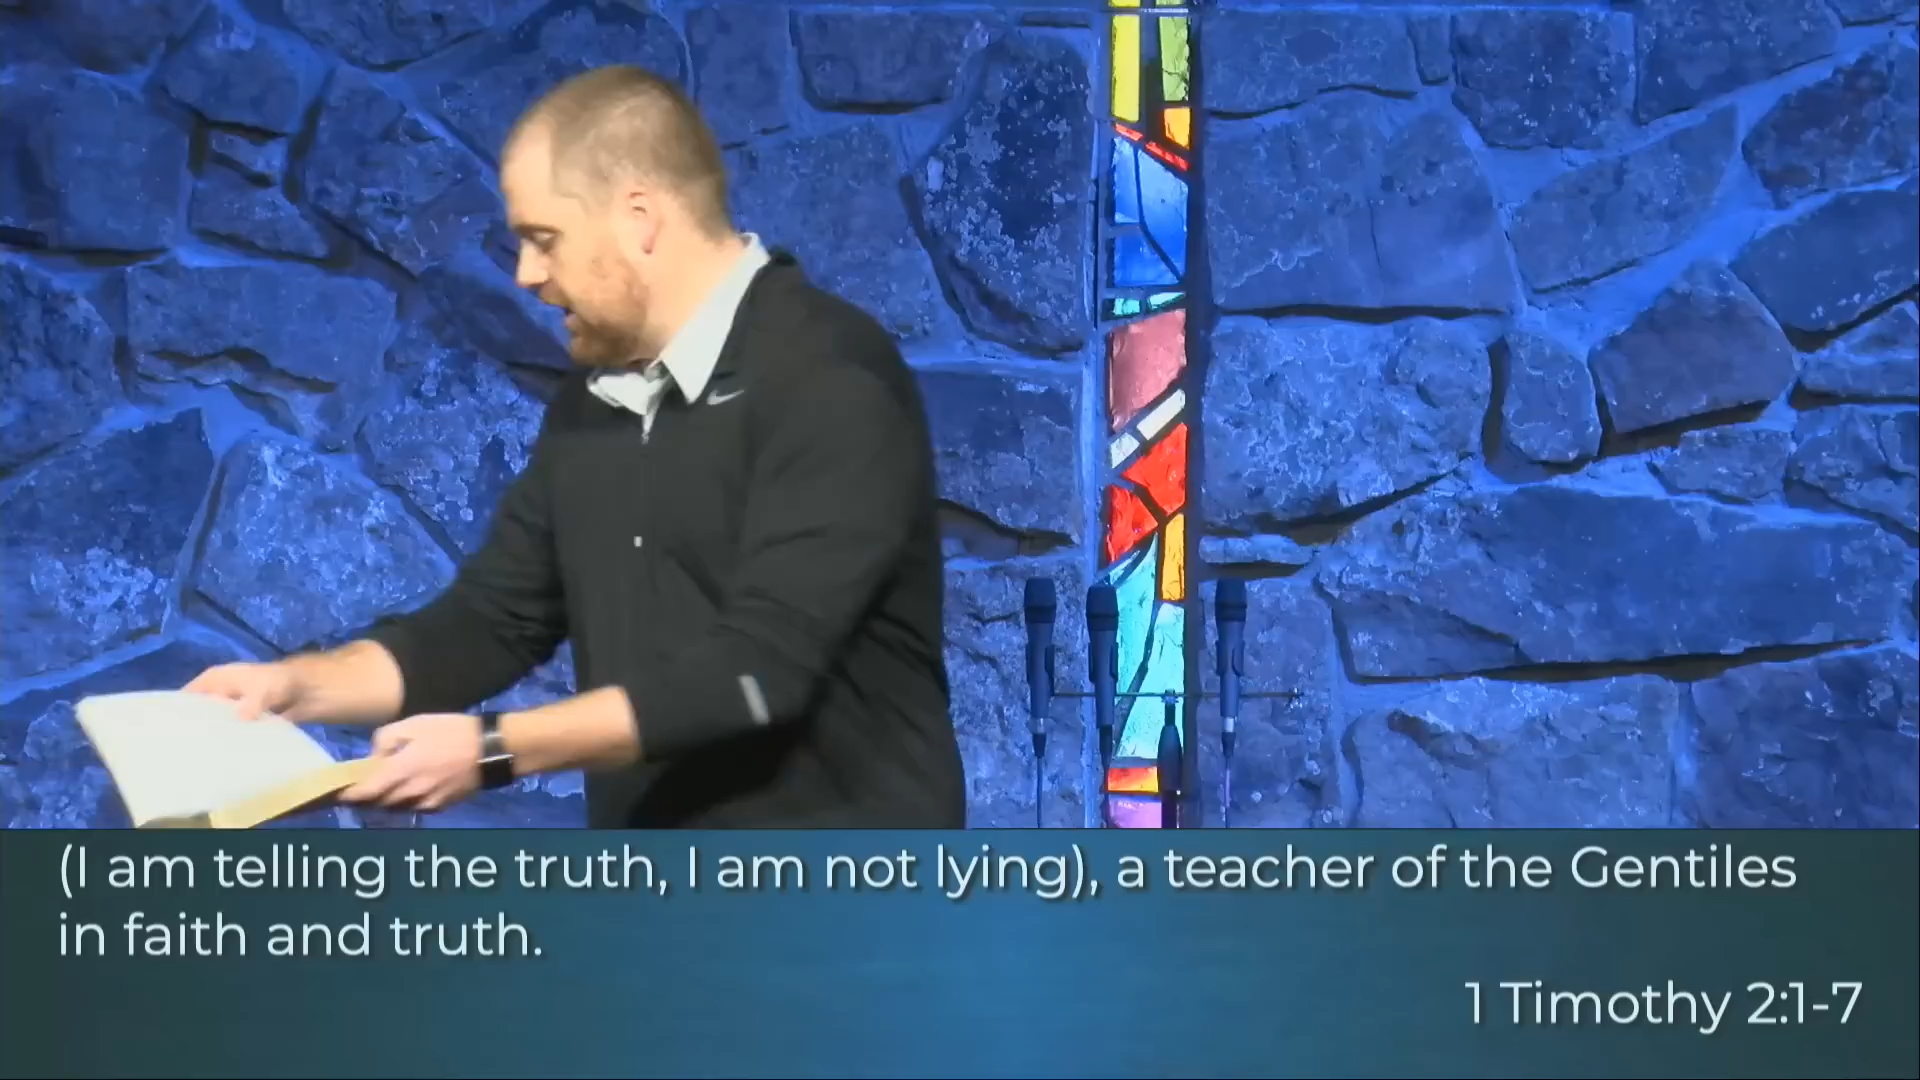 (I am telling the truth, I am not lying), a teacher of the Gentiles
in faith and truth.
1 Timothy 2:1-7